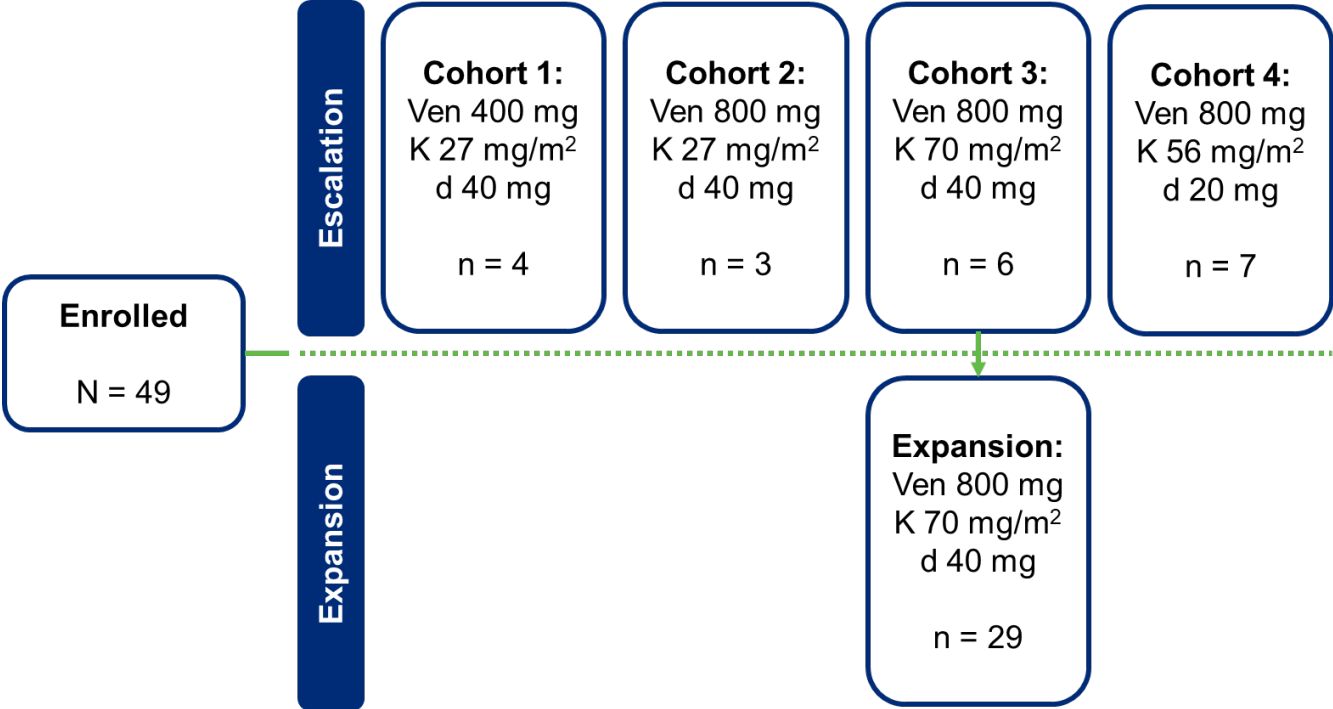 Enrolled
N = 49
Escalation
Cohort 1:
Ven 400 mg
K 27 mg/m²
d 40 mg
n = 4
Cohort 2:
Ven 800 mg
K 27 mg/m²
d 40 mg
n = 3
Cohort 3:
Ven 800 mg
K 70 mg/m²
d 40 mg
n = 6
Cohort 4:
Ven 800 mg
K 56 mg/m²
d 20 mg
n = 7
Expansion
Expansion:
Ven 800 mg
K 70 mg/m²
d 40 mg
n = 29